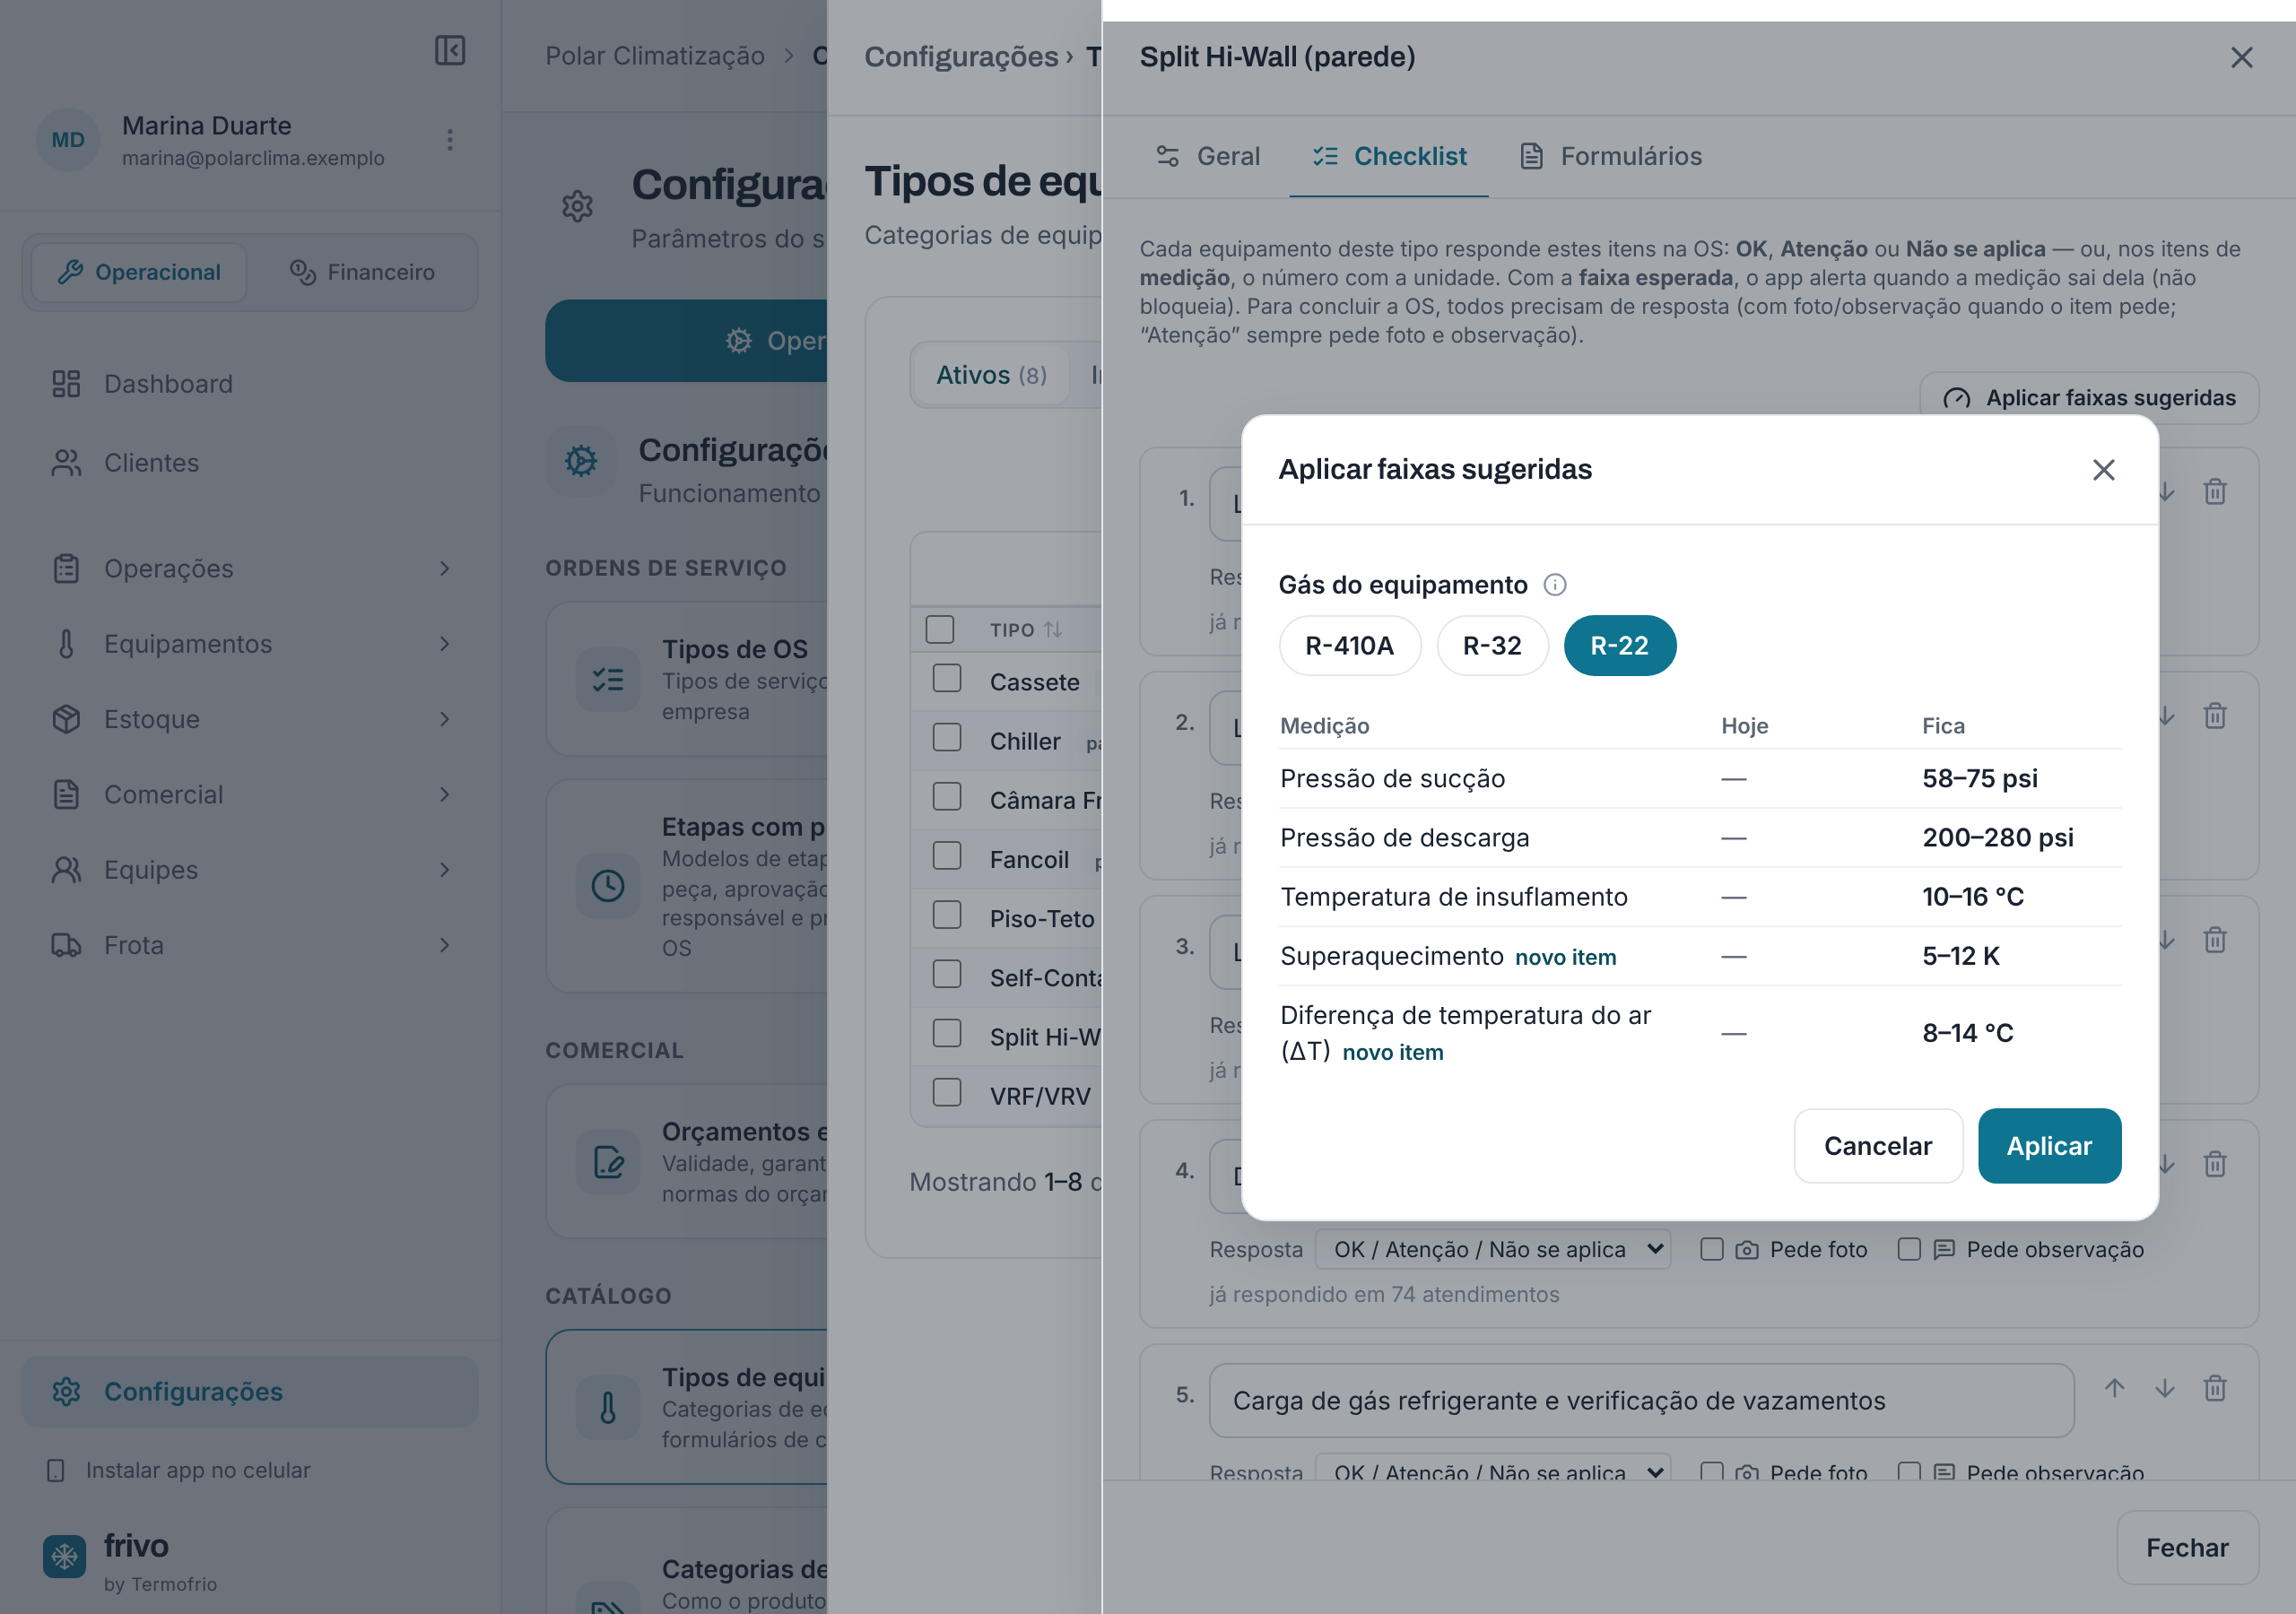 MD
Marina Duarte
marina@polarclima.exemplo
Operacional
Financeiro
Dashboard
Clientes
Operações
Equipamentos
Estoque
Comercial
Equipes
Frota
Configurações
Instalar app no celular
frivo
by Termofrio
Polar Climatização
Parâmetros do s
ORDENS DE SERVIÇO
Funcionamento
Tipos de OS
Tipos de serviço
empresa
Etapas com p
Modelos de etap
peça, aprovação
responsável e pr
OS
COMERCIAL
Orçamentos e
Validade, garant
normas do orçar
CATÁLOGO
Tipos de equi
Categorias de e
formulários de c
Categorias de
Como o produto
Configurações › T
Tipos de equ
Categorias de equip
Ativos (8)
TIPO
Cassete
Chiller
Câmara Fr
Fancoil
Piso-Teto
Self-Conta
Split Hi-W
VRF/VRV
Mostrando 1–8
Split Hi-Wall (parede)
Geral
Checklist
Formulários
Cada equipamento deste tipo responde estes itens na OS: OK, Atenção ou Não se aplica — ou, nos itens de
medição, o número com a unidade. Com a faixa esperada, o app alerta quando a medição sai dela (não
bloqueia). Para concluir a OS, todos precisam de resposta (com foto/observação quando o item pede;
“Atenção” sempre pede foto e observação).
Aplicar faixas sugeridas
1.
2.
3.
4.
Aplicar faixas sugeridas
Gás do equipamento
R-410A
R-32
R-22
Medição Hoje Fica
Pressão de sucção — 58–75 psi
Pressão de descarga — 200–280 psi
Temperatura de insuflamento — 10–16 °C
Superaquecimento novo item — 5–12 K
Diferença de temperatura do ar
(ΔT) novo item — 8–14 °C
Cancelar
Aplicar
Resposta OK / Atenção / Não se aplica Pede foto Pede observação
já respondido em 74 atendimentos
5. Carga de gás refrigerante e verificação de vazamentos
Resposta OK / Atenção / Não se aplica Pede foto Pede observação
Fechar